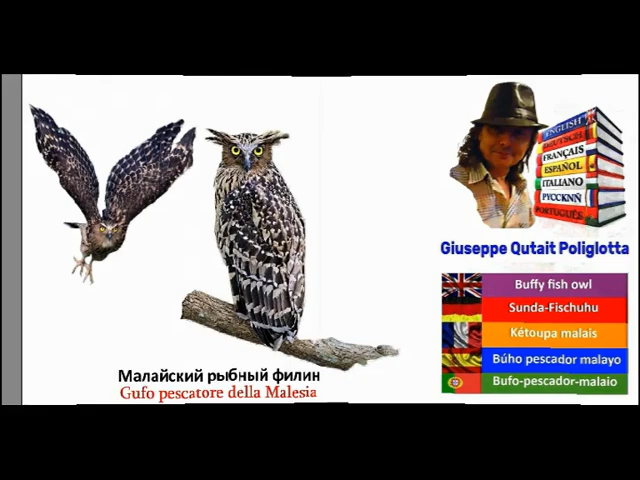 ENGLISH
DEUTSCH
FRANÇAIS
ESPAÑOL
ITALIANO
PYCCKNÑ
PORTUGUÊS
Giuseppe Qutait Poliglotta
Buffy fish owl
Sunda-Fischuhu
Kétoupa malais
Búho pescador malayo
Bufo-pescador-malaio
Малайский рыбный филин
Gufo pescatore della Malesia